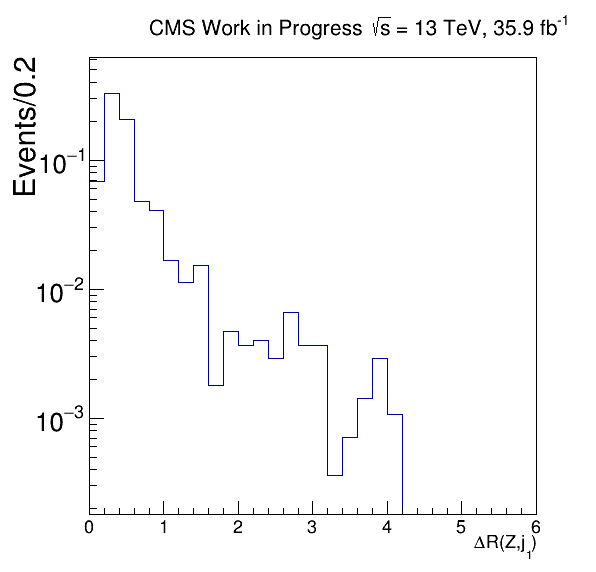 CMS Work in Progress √s = 13 TeV, 35.9 fb⁻¹
Events/0.2
10⁻¹
10⁻²
10⁻³
0 1 2 3 4 5 6
ΔR(Z,j₁)